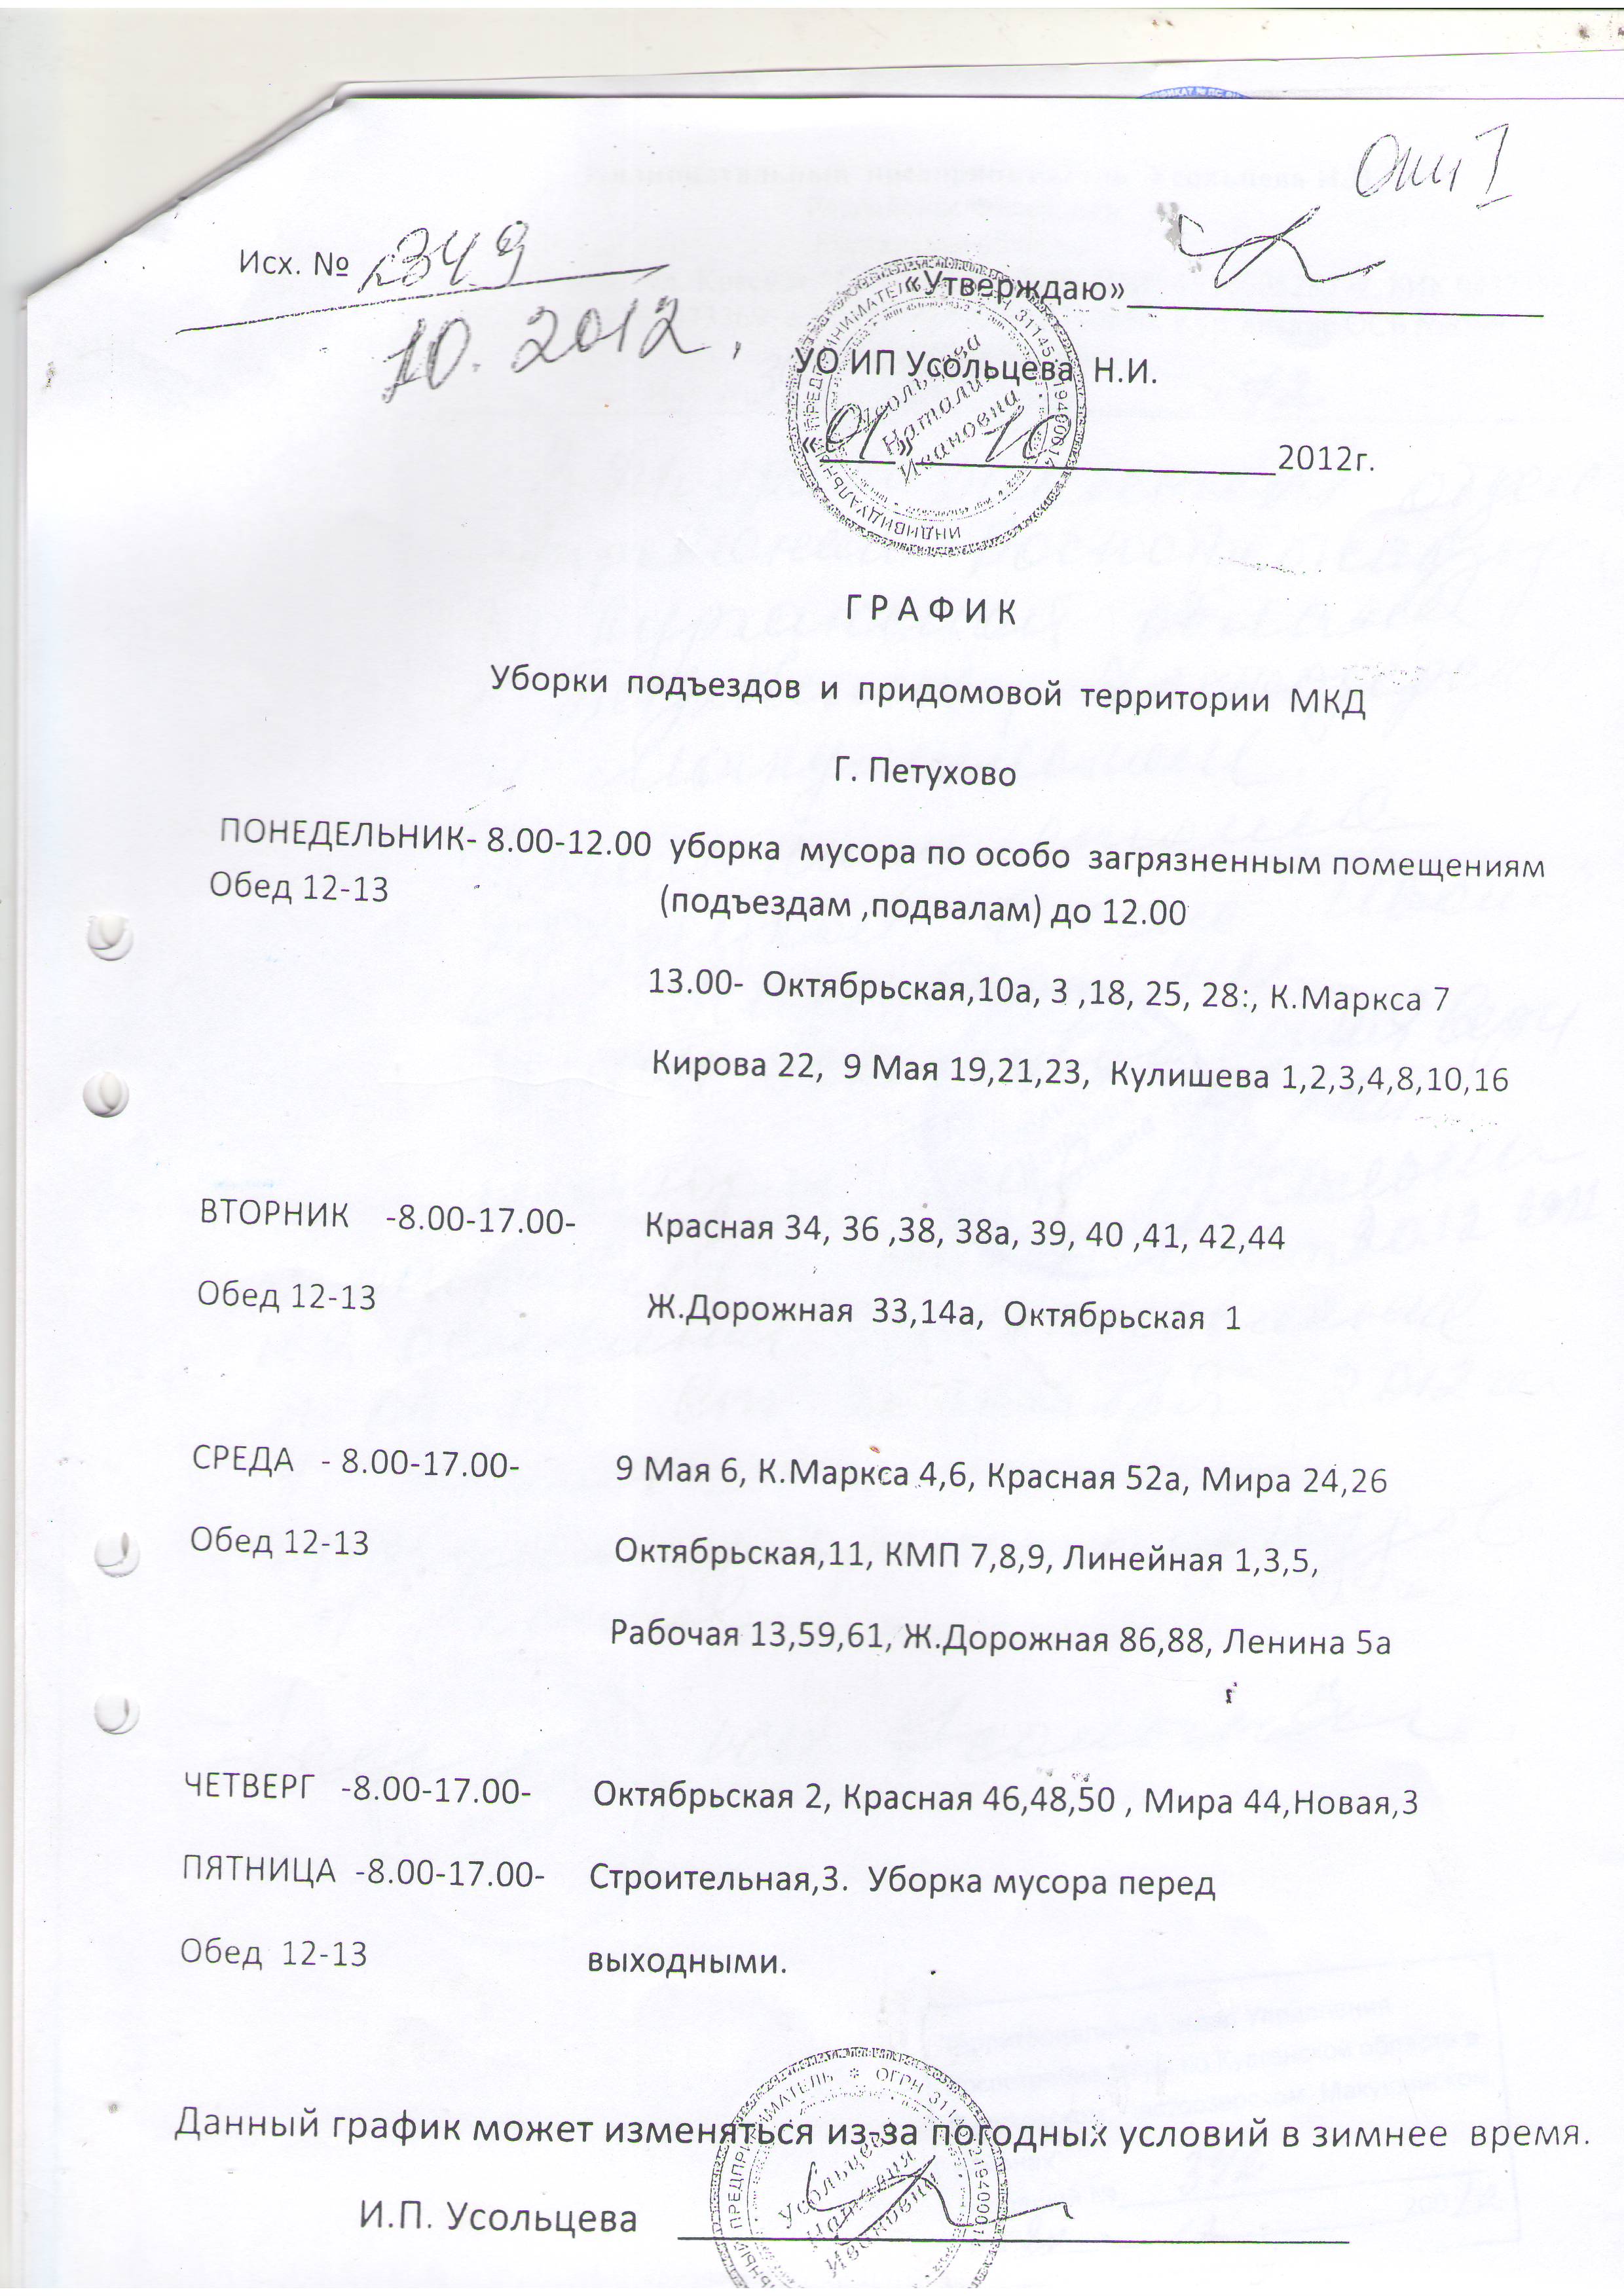 Исх. № 349
10. 2012,
«Утверждаю»
УО ИП Усольцева Н.И.
« 01 » 10 2012г.
Усольцева
Наталия
Ивановна
Г Р А Ф И К
Уборки подъездов и придомовой территории МКД
Г. Петухово
ПОНЕДЕЛЬНИК- 8.00-12.00 уборка мусора по особо загрязненным помещениям
Обед 12-13 (подъездам ,подвалам) до 12.00
13.00- Октябрьская,10а, 3 ,18, 25, 28:, К.Маркса 7
Кирова 22, 9 Мая 19,21,23, Кулишева 1,2,3,4,8,10,16
ВТОРНИК -8.00-17.00- Красная 34, 36 ,38, 38а, 39, 40 ,41, 42,44
Обед 12-13 Ж.Дорожная 33,14а, Октябрьская 1
СРЕДА - 8.00-17.00- 9 Мая 6, К.Маркса 4,6, Красная 52а, Мира 24,26
Обед 12-13 Октябрьская,11, КМП 7,8,9, Линейная 1,3,5,
Рабочая 13,59,61, Ж.Дорожная 86,88, Ленина 5а
ЧЕТВЕРГ -8.00-17.00- Октябрьская 2, Красная 46,48,50 , Мира 44,Новая,3
ПЯТНИЦА -8.00-17.00- Строительная,3. Уборка мусора перед
Обед 12-13 выходными.
Данный график может изменяться из-за погодных условий в зимнее время.
И.П. Усольцева
Усольцева
Наталия
Ивановна